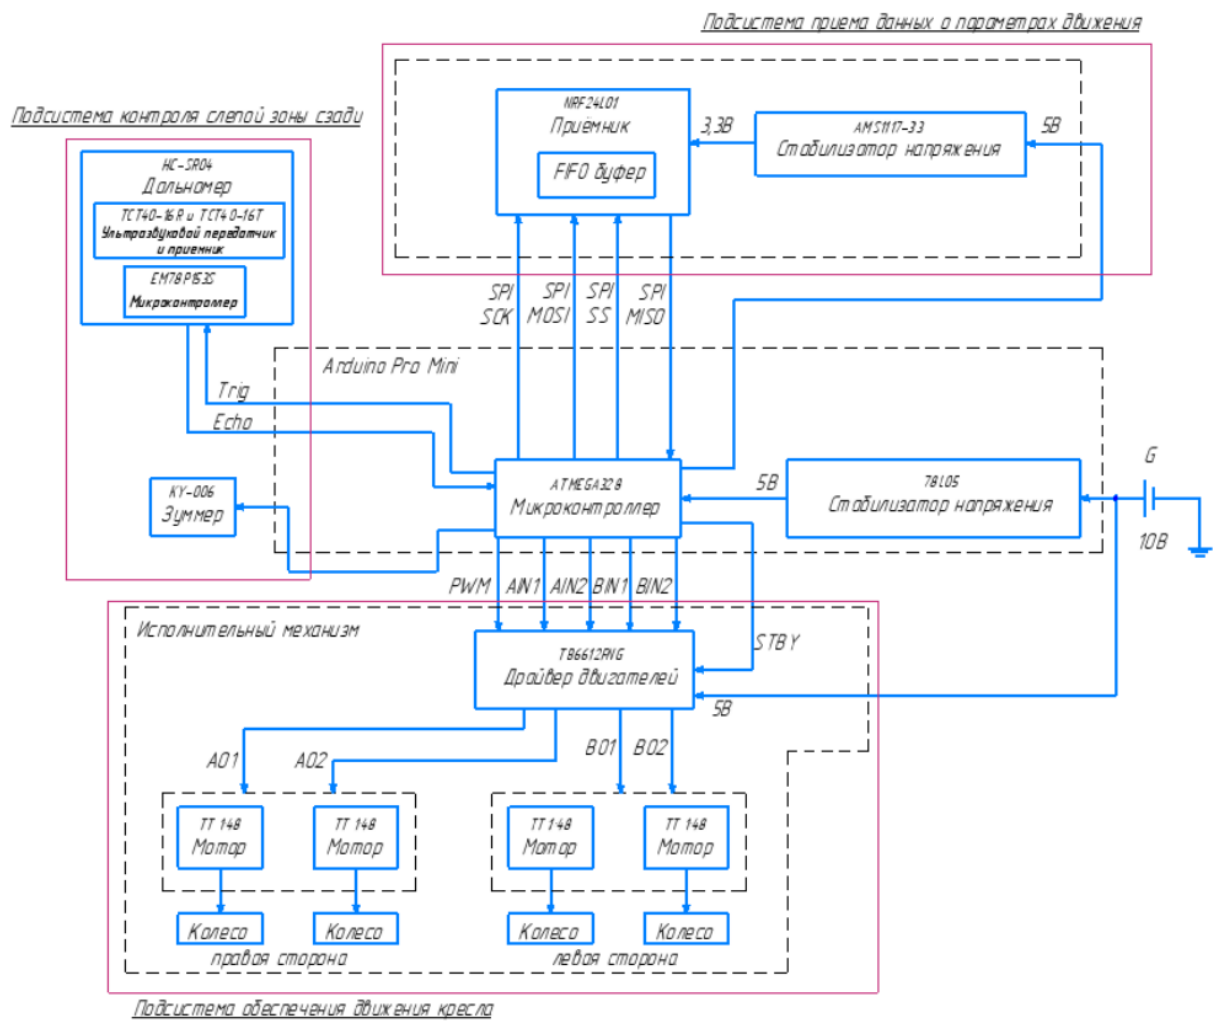 Подсистема приема данных о параметрах движения
NRF24L01
Приёмник
FIFO буфер
3,3В
AMS1117-3.3
Стабилизатор напряжения
5В
Подсистема контроля слепой зоны сзади
HC-SR04
Дальномер
TCT40-16R и TCT40-16T
Ультразвуковой передатчик
и приемник
EM78P153S
Микроконтроллер
SPI
SCK
SPI
MOSI
SPI
SS
SPI
MISO
Arduino Pro Mini
Trig
Echo
KY-006
Зуммер
ATMEGA328
Микроконтроллер
5В
78L05
Стабилизатор напряжения
G
10В
PWM
AIN1
AIN2
BIN1
BIN2
STBY
Исполнительный механизм
TB6612FNG
Драйвер двигателей
5В
AO1
AO2
BO1
BO2
TT 148
Мотор
TT 148
Мотор
TT 148
Мотор
TT 148
Мотор
Колесо
Колесо
Колесо
Колесо
правая сторона
левая сторона
Подсистема обеспечения движения кресла